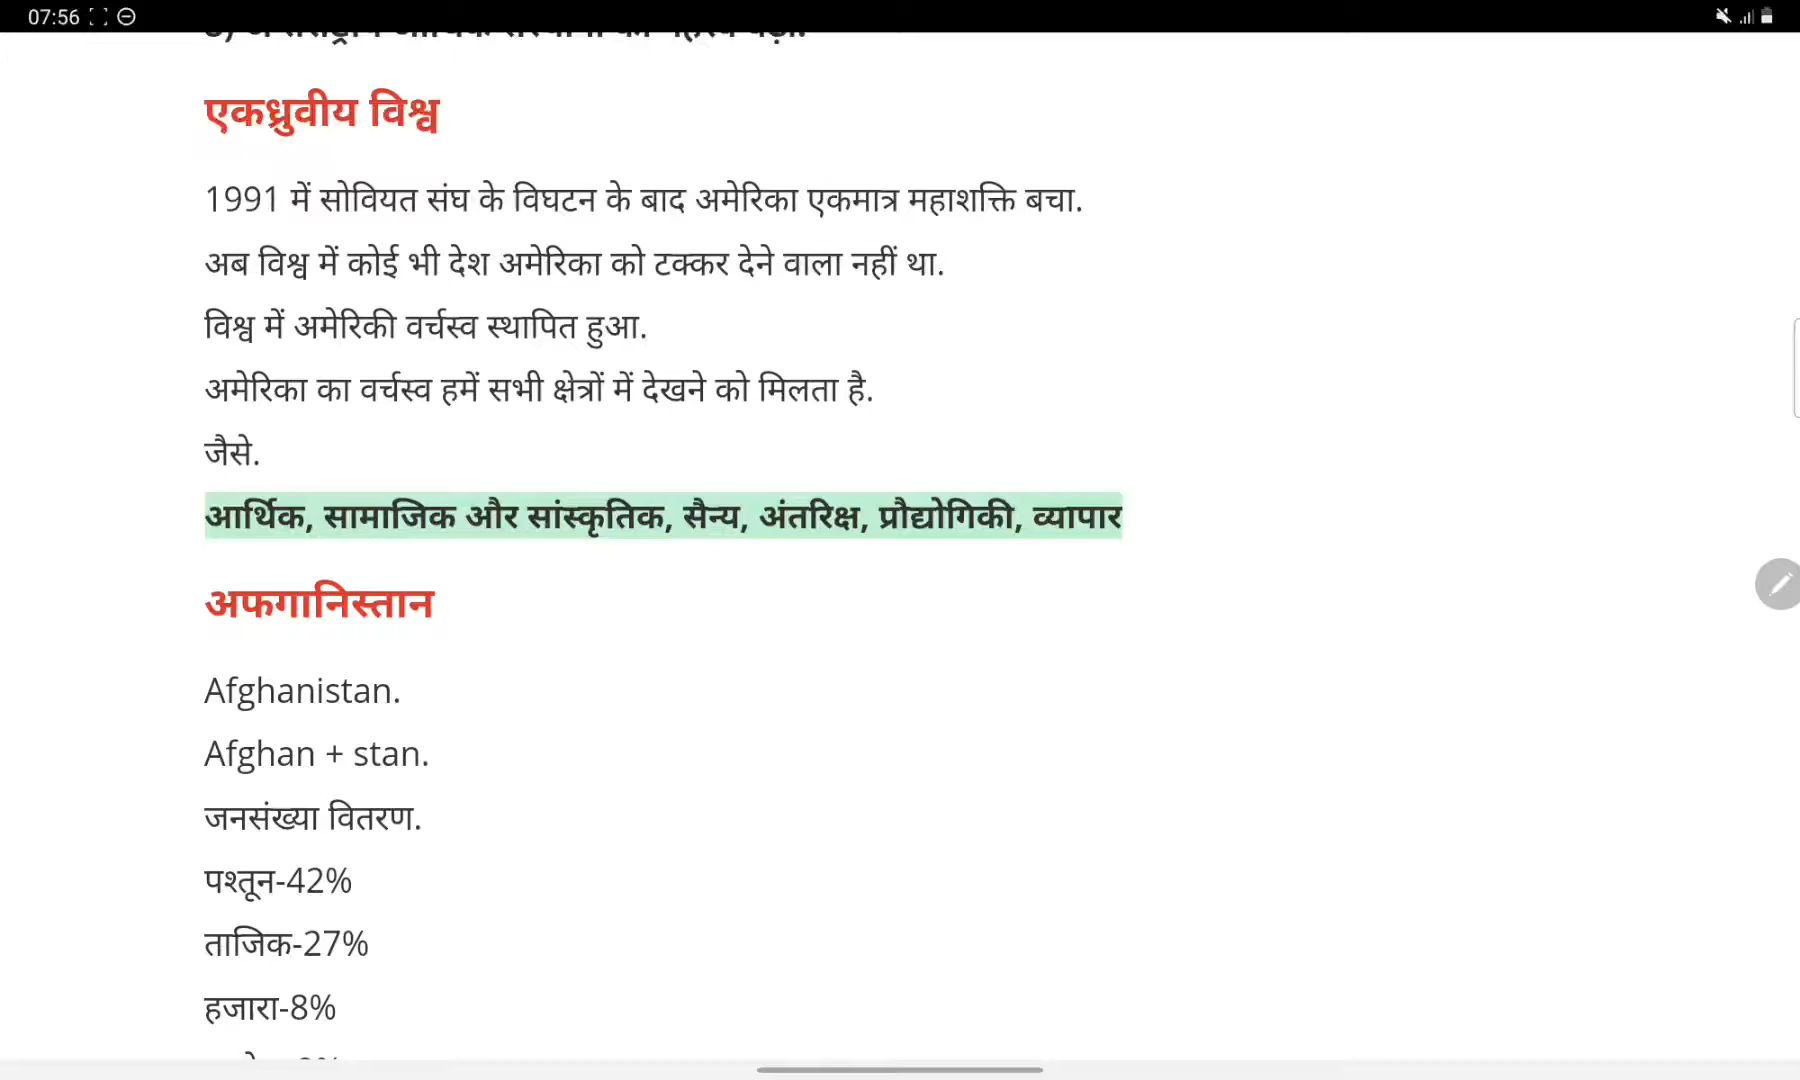 07:56
एकध्रुवीय विश्व
1991 में सोवियत संघ के विघटन के बाद अमेरिका एकमात्र महाशक्ति बचा.
अब विश्व में कोई भी देश अमेरिका को टक्कर देने वाला नहीं था.
विश्व में अमेरिकी वर्चस्व स्थापित हुआ.
अमेरिका का वर्चस्व हमें सभी क्षेत्रों में देखने को मिलता है.
जैसे.
आर्थिक, सामाजिक और सांस्कृतिक, सैन्य, अंतरिक्ष, प्रौद्योगिकी, व्यापार
अफगानिस्तान
Afghanistan.
Afghan + stan.
जनसंख्या वितरण.
पश्तून-42%
ताजिक-27%
हजारा-8%